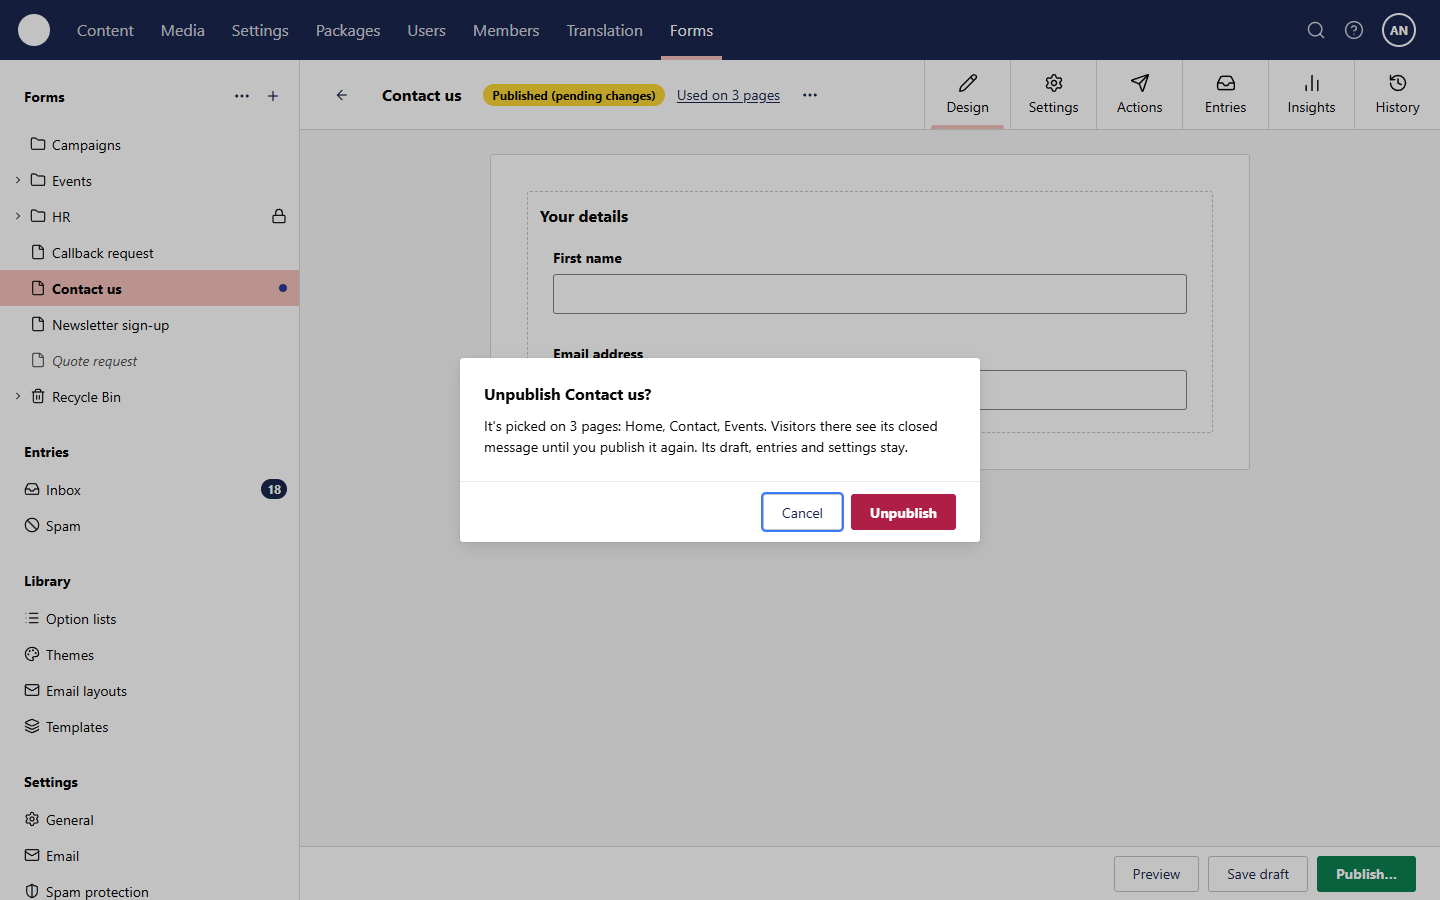 Content Media Settings Packages Users Members Translation Forms
AN
Forms
Campaigns
Events
HR
Callback request
Contact us
Newsletter sign-up
Quote request
Recycle Bin
Entries
Inbox 18
Spam
Library
Option lists
Themes
Email layouts
Templates
Settings
General
Email
Spam protection
Contact us Published (pending changes) Used on 3 pages
Design Settings Actions Entries Insights History
Your details
First name
Email address
Unpublish Contact us?
It's picked on 3 pages: Home, Contact, Events. Visitors there see its closed
message until you publish it again. Its draft, entries and settings stay.
Cancel Unpublish
Preview Save draft Publish...